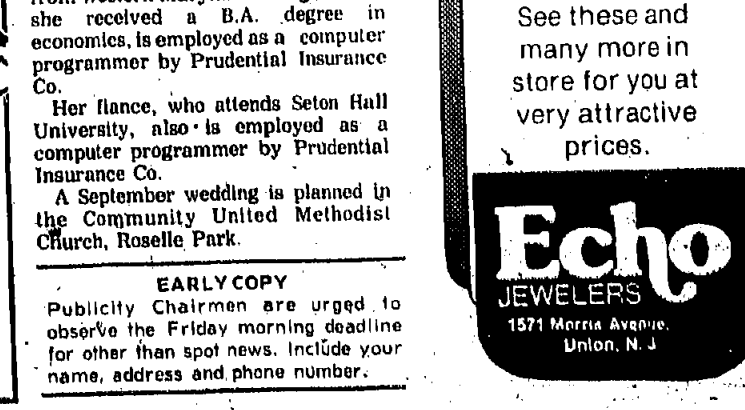 she received a B.A. degree in
economics, is employed as a computer
programmer by Prudential Insurance
Co.
Her fiance, who attends Seton Hall
University, also is employed as a
computer programmer by Prudential
Insurance Co.
A September wedding is planned in
the Community United Methodist
Church, Roselle Park.
EARLY COPY
Publicity Chairmen are urged to
observe the Friday morning deadline
for other than spot news. Include your
name, address and phone number.
See these and
many more in
store for you at
very attractive
prices.
Echo
JEWELERS
1571 Morris Avenue,
Union, N. J